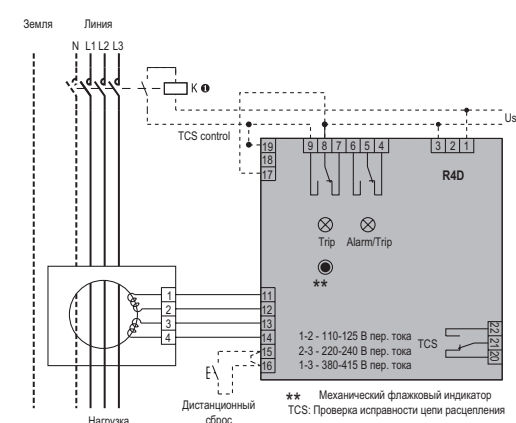 Земля Линия
N L1 L2 L3
K ❶
Us
TCS control
19
18
17
9 8 7 6 5 4
3 2 1
R4D
Trip Alarm/Trip
**
1
2
3
4
11
12
13
14
15
16
1-2 - 110-125 В пер. тока
2-3 - 220-240 В пер. тока
1-3 - 380-415 В пер. тока
TCS
22
21
20
E
Дистанционный
сброс
Нагрузка
** Механический флажковый индикатор
TCS: Проверка исправности цепи расцепления